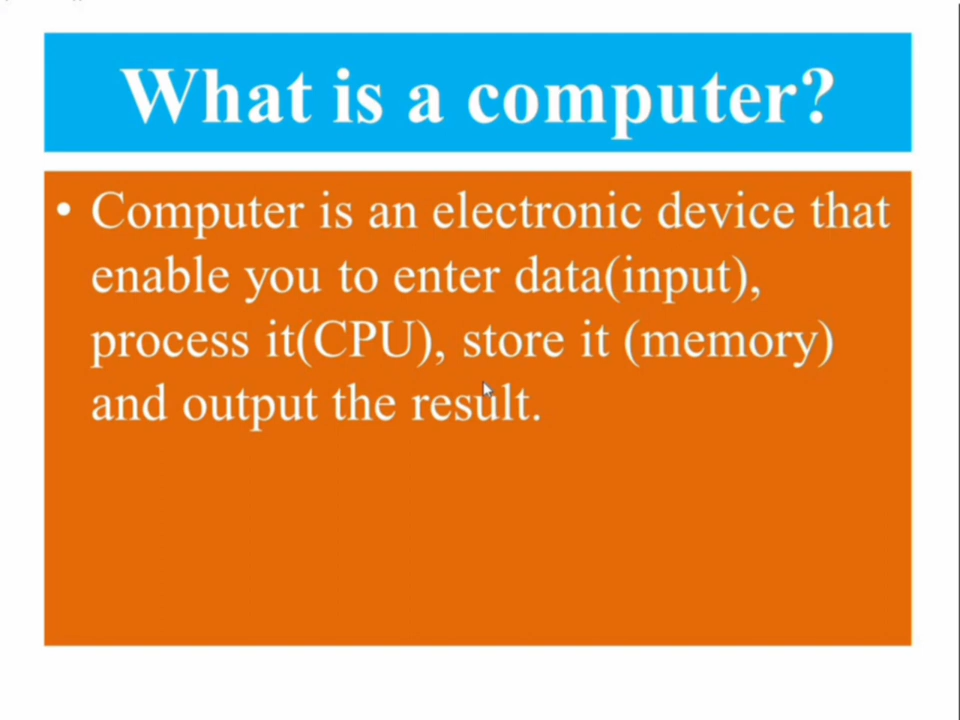 What is a computer?
• Computer is an electronic device that
enable you to enter data(input),
process it(CPU), store it (memory)
and output the result.